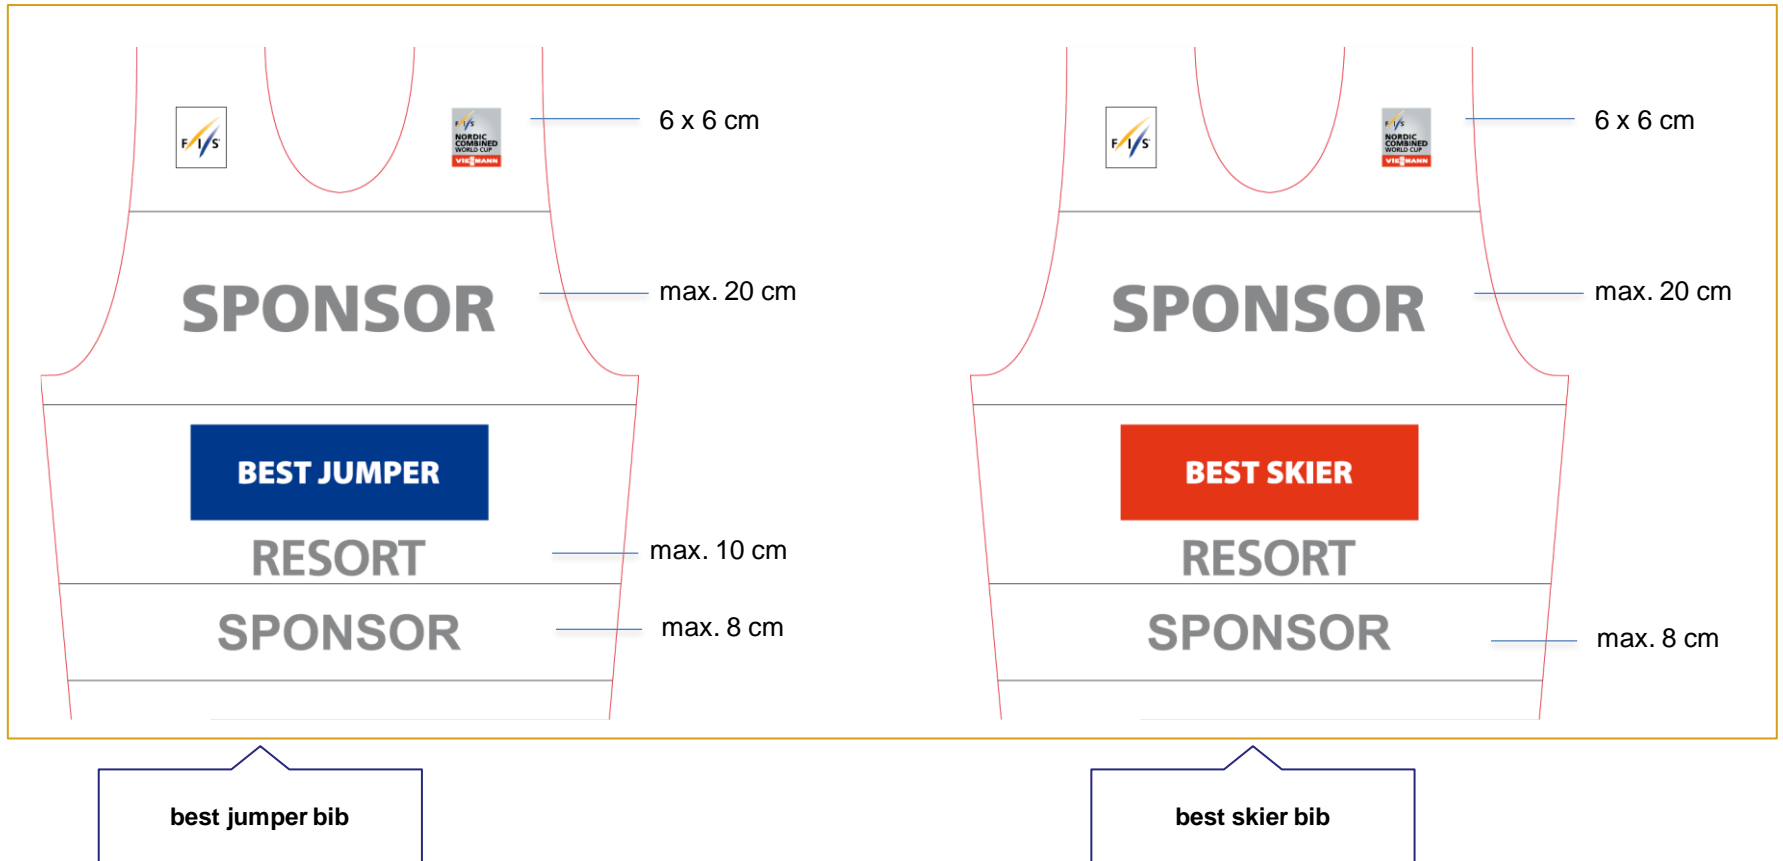 F/I/S
F/I/S
NORDIC
COMBINED
WORLD CUP
VIESMANN
6 x 6 cm
SPONSOR
max. 20 cm
BEST JUMPER
RESORT
max. 10 cm
SPONSOR
max. 8 cm
best jumper bib
F/I/S
F/I/S
NORDIC
COMBINED
WORLD CUP
VIESMANN
6 x 6 cm
SPONSOR
max. 20 cm
BEST SKIER
RESORT
SPONSOR
max. 8 cm
best skier bib